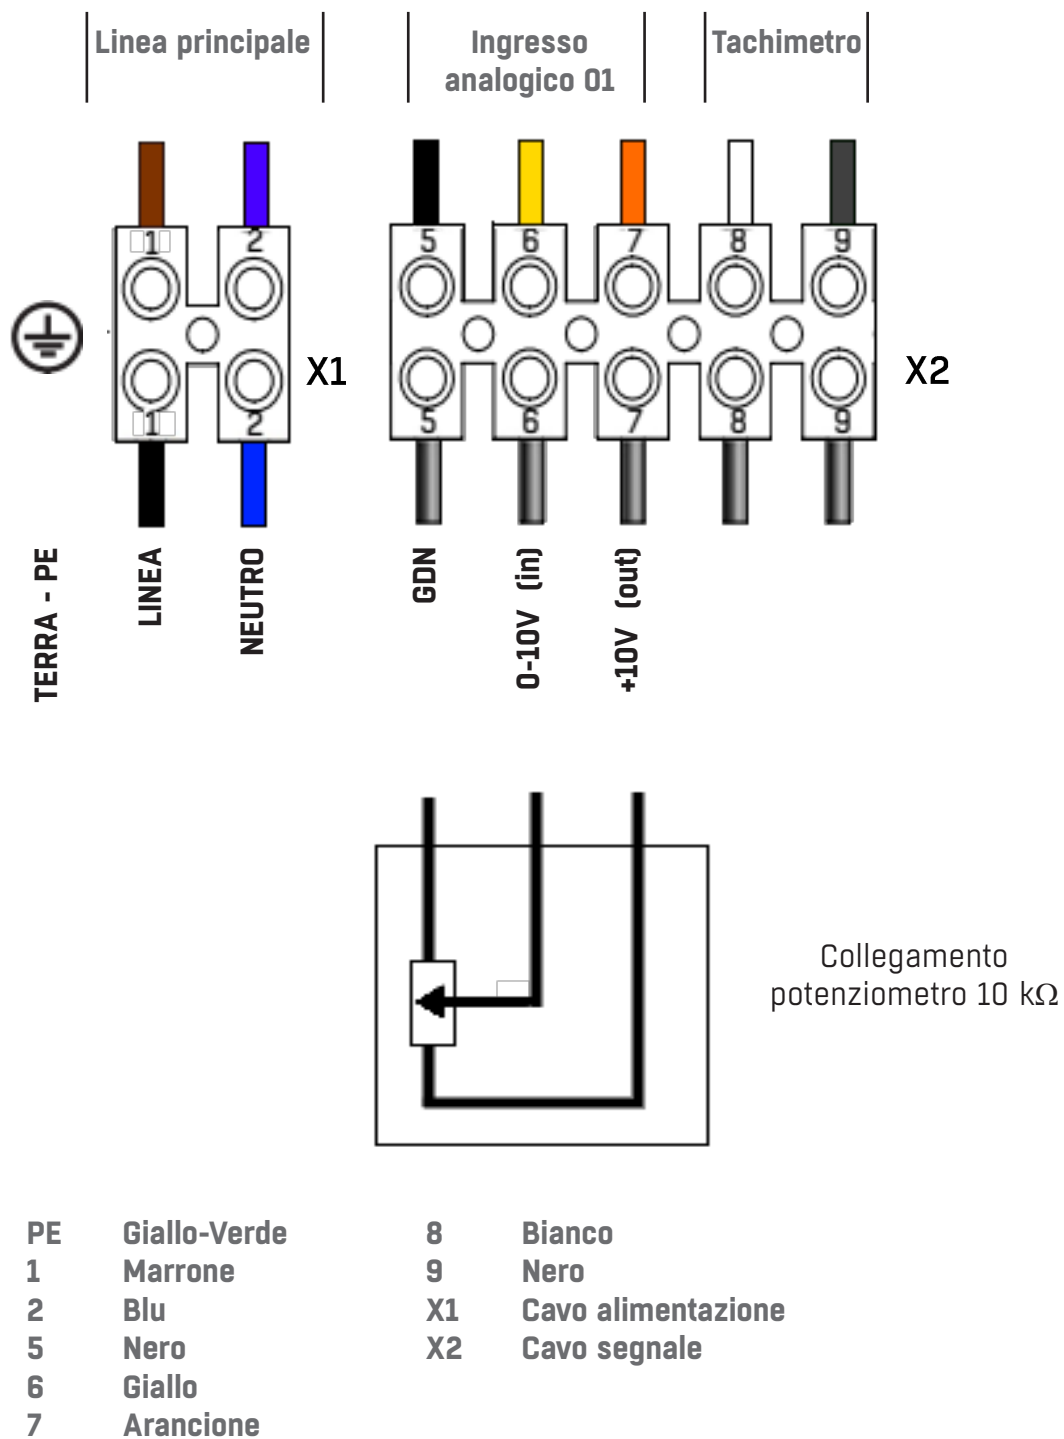 Linea principale
Ingresso
analogico 01
Tachimetro
1 2 5 6 7 8 9
X1 X2
1 2 5 6 7 8 9
TERRA - PE
LINEA
NEUTRO
GDN
0-10V (in)
+10V (out)
Collegamento
potenziometro 10 kΩ
PE Giallo-Verde
1 Marrone
2 Blu
5 Nero
6 Giallo
7 Arancione
8 Bianco
9 Nero
X1 Cavo alimentazione
X2 Cavo segnale